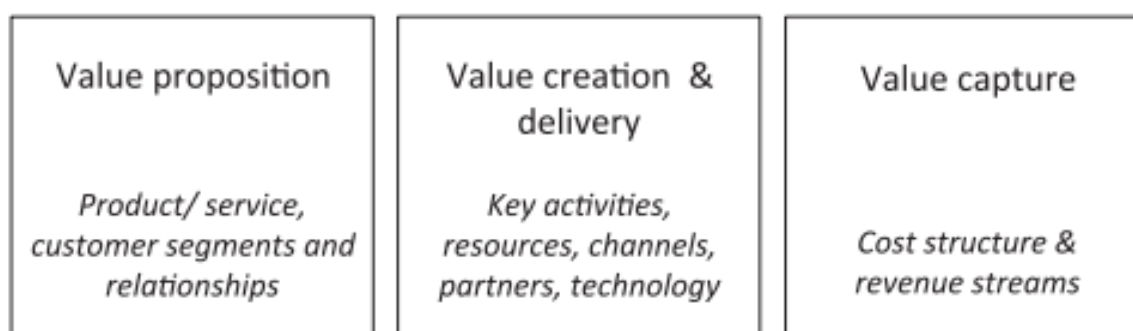 Value proposition
Product/ service,
customer segments and
relationships
Value creation  &
delivery
Key activities,
resources, channels,
partners, technology
Value capture
Cost structure &
revenue streams